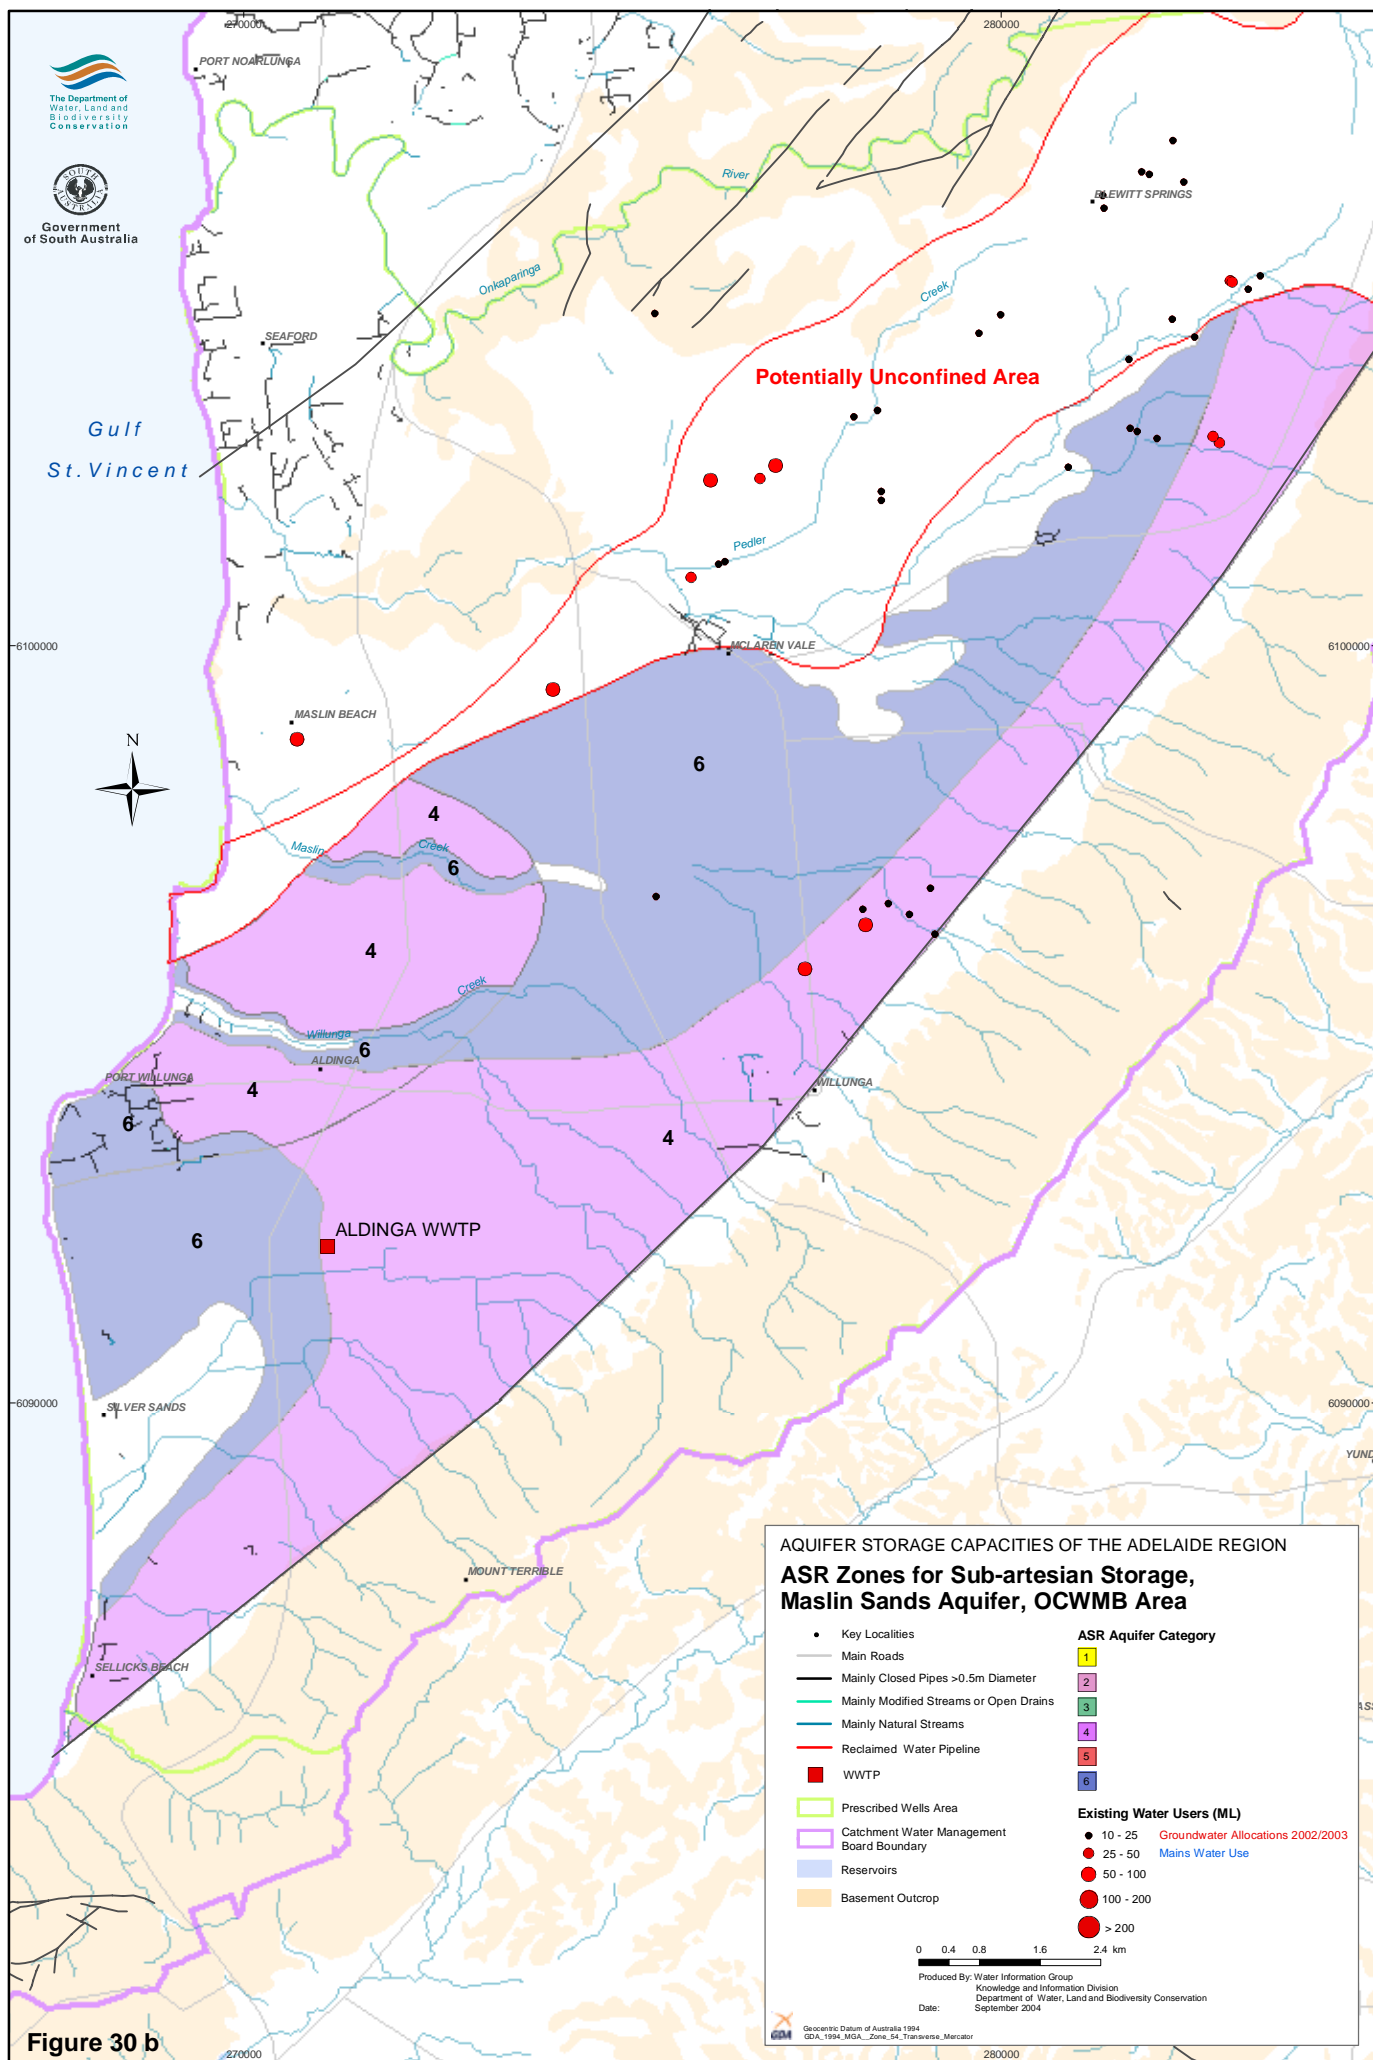 270000
280000
PORT NOARLUNGA
The Department of
Water, Land and
Biodiversity
Conservation
SOUTH
AUSTRALIA
Government
of South Australia
River
BLEWITT SPRINGS
Onkaparinga
Creek
SEAFORD
Potentially Unconfined Area
Gulf
St. Vincent
Pedler
6100000
MCLAREN VALE
6100000
MASLIN BEACH
N
6
4
Maslin
Creek
6
4
Creek
Willunga
6
ALDINGA
PORT WILLUNGA
4
WILLUNGA
6
4
ALDINGA WWTP
6
6090000
6090000
SILVER SANDS
YUND
MOUNT TERRIBLE
SELLICKS BEACH
ASS
AQUIFER STORAGE CAPACITIES OF THE ADELAIDE REGION
ASR Zones for Sub-artesian Storage,
Maslin Sands Aquifer, OCWMB Area
Key Localities
Main Roads
Mainly Closed Pipes >0.5m Diameter
Mainly Modified Streams or Open Drains
Mainly Natural Streams
Reclaimed Water Pipeline
WWTP
Prescribed Wells Area
Catchment Water Management
Board Boundary
Reservoirs
Basement Outcrop
ASR Aquifer Category
1
2
3
4
5
6
Existing Water Users (ML)
10 - 25 Groundwater Allocations 2002/2003
25 - 50 Mains Water Use
50 - 100
100 - 200
> 200
0 0.4 0.8 1.6 2.4 km
Produced By: Water Information Group
Knowledge and Information Division
Department of Water, Land and Biodiversity Conservation
Date: September 2004
GDA
Geocentric Datum of Australia 1994
GDA_1994_MGA__Zone_54_Transverse_Mercator
Figure 30 b
270000
280000